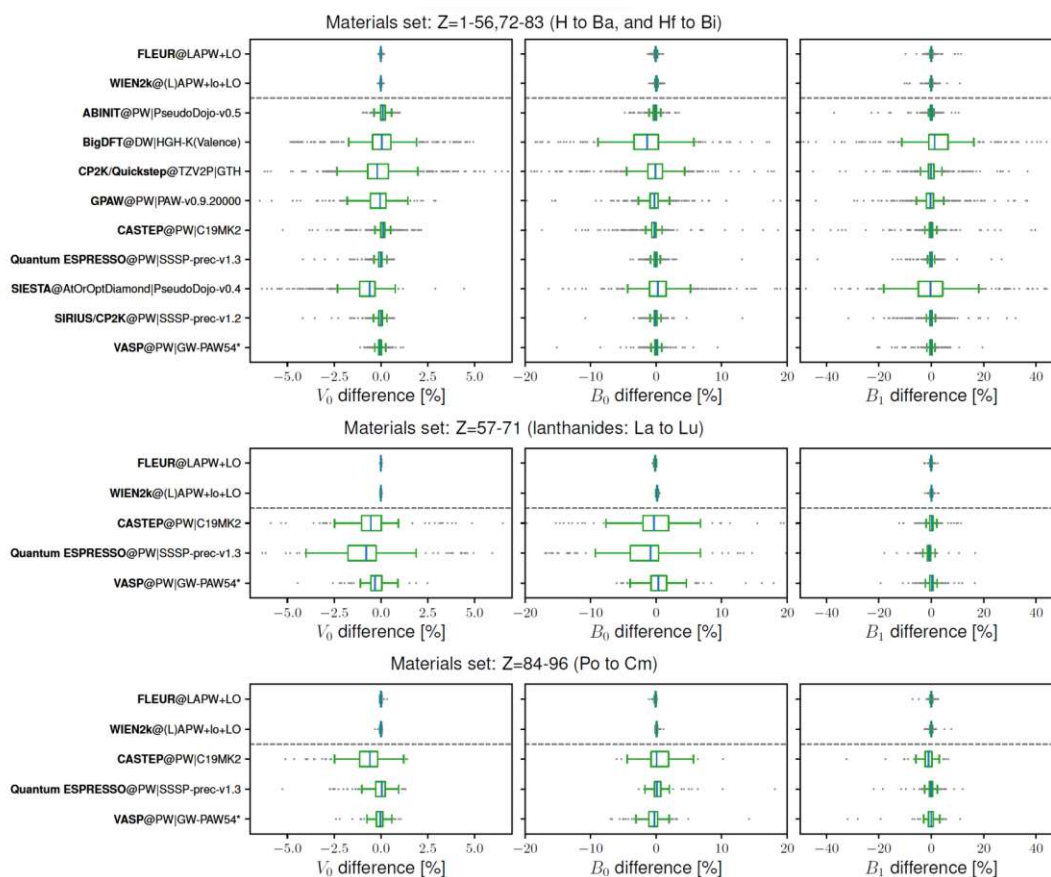 Materials set: Z=1-56,72-83 (H to Ba, and Hf to Bi)
FLEUR@LAPW+LO
WIEN2k@(L)APW+lo+LO
ABINIT@PW|PseudoDojo-v0.5
BigDFT@DW|HGH-K(Valence)
CP2K/Quickstep@TZV2P|GTH
GPAW@PW|PAW-v0.9.20000
CASTEP@PW|C19MK2
Quantum ESPRESSO@PW|SSSP-prec-v1.3
SIESTA@AtOrOptDiamond|PseudoDojo-v0.4
SIRIUS/CP2K@PW|SSSP-prec-v1.2
VASP@PW|GW-PAW54*
−5.0 −2.5 0.0 2.5 5.0 −20 −10 0 10 20 −40 −20 0 20 40
V₀ difference [%] B₀ difference [%] B₁ difference [%]
Materials set: Z=57-71 (lanthanides: La to Lu)
FLEUR@LAPW+LO
WIEN2k@(L)APW+lo+LO
CASTEP@PW|C19MK2
Quantum ESPRESSO@PW|SSSP-prec-v1.3
VASP@PW|GW-PAW54*
−5.0 −2.5 0.0 2.5 5.0 −20 −10 0 10 20 −40 −20 0 20 40
V₀ difference [%] B₀ difference [%] B₁ difference [%]
Materials set: Z=84-96 (Po to Cm)
FLEUR@LAPW+LO
WIEN2k@(L)APW+lo+LO
CASTEP@PW|C19MK2
Quantum ESPRESSO@PW|SSSP-prec-v1.3
VASP@PW|GW-PAW54*
−5.0 −2.5 0.0 2.5 5.0 −20 −10 0 10 20 −40 −20 0 20 40
V₀ difference [%] B₀ difference [%] B₁ difference [%]